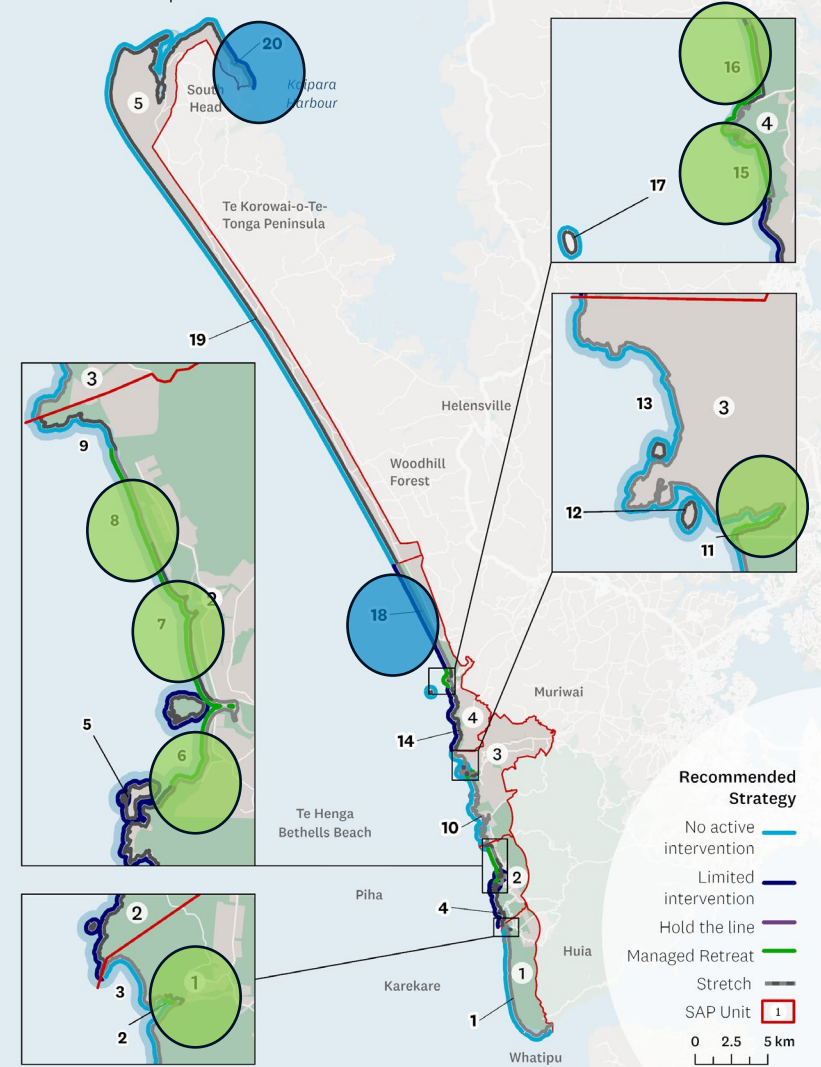 20
Kaipara
Harbour
South
Head
5
16
4
15
17
Te Korowai-o-Te-
Tonga Peninsula
19
3
13
12
11
Helensville
Woodhill
Forest
3
9
8
2
7
5
6
18
Muriwai
4
14
3
10
Te Henga
Bethells Beach
2
Piha
4
Huia
Karekare
1
1
Whatipu
2
3
1
2
Recommended
Strategy
No active
intervention
Limited
intervention
Hold the line
Managed Retreat
Stretch
SAP Unit
1
0 2.5 5 km